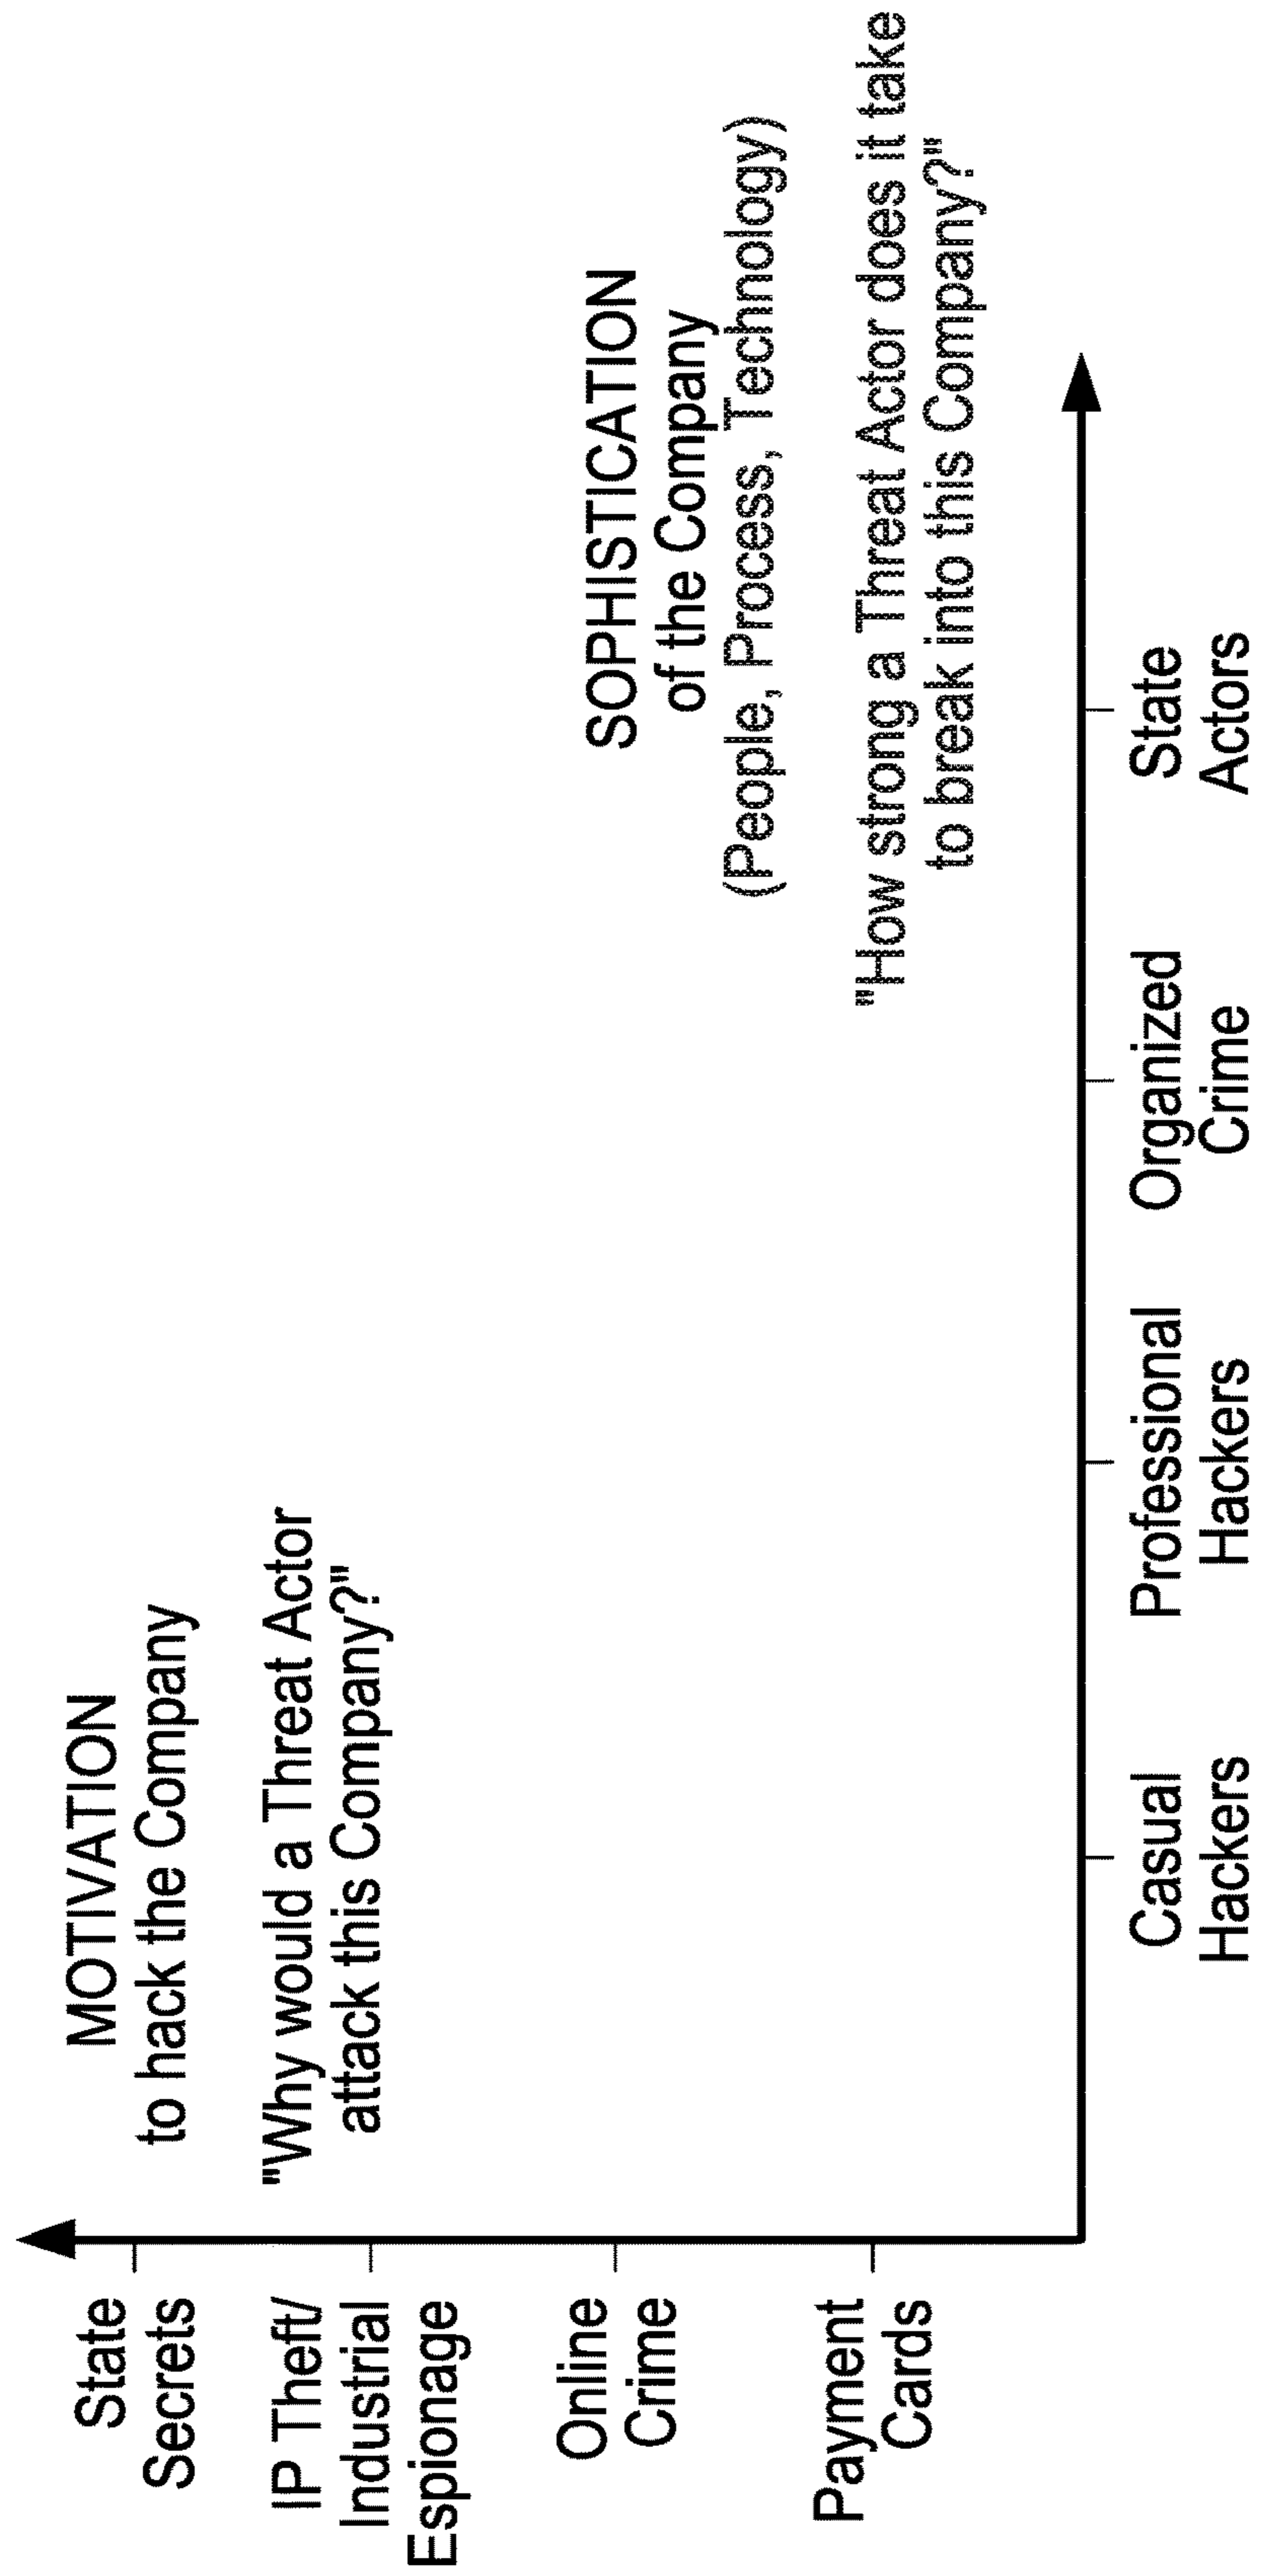 MOTIVATION
to hack the Company
"Why would a Threat Actor
attack this Company?"
State
Secrets
IP Theft/
Industrial
Espionage
Online
Crime
Payment
Cards
SOPHISTICATION
of the Company
(People, Process, Technology)
"How strong a Threat Actor does it take
to break into this Company?"
Casual
Hackers
Professional
Hackers
Organized
Crime
State
Actors